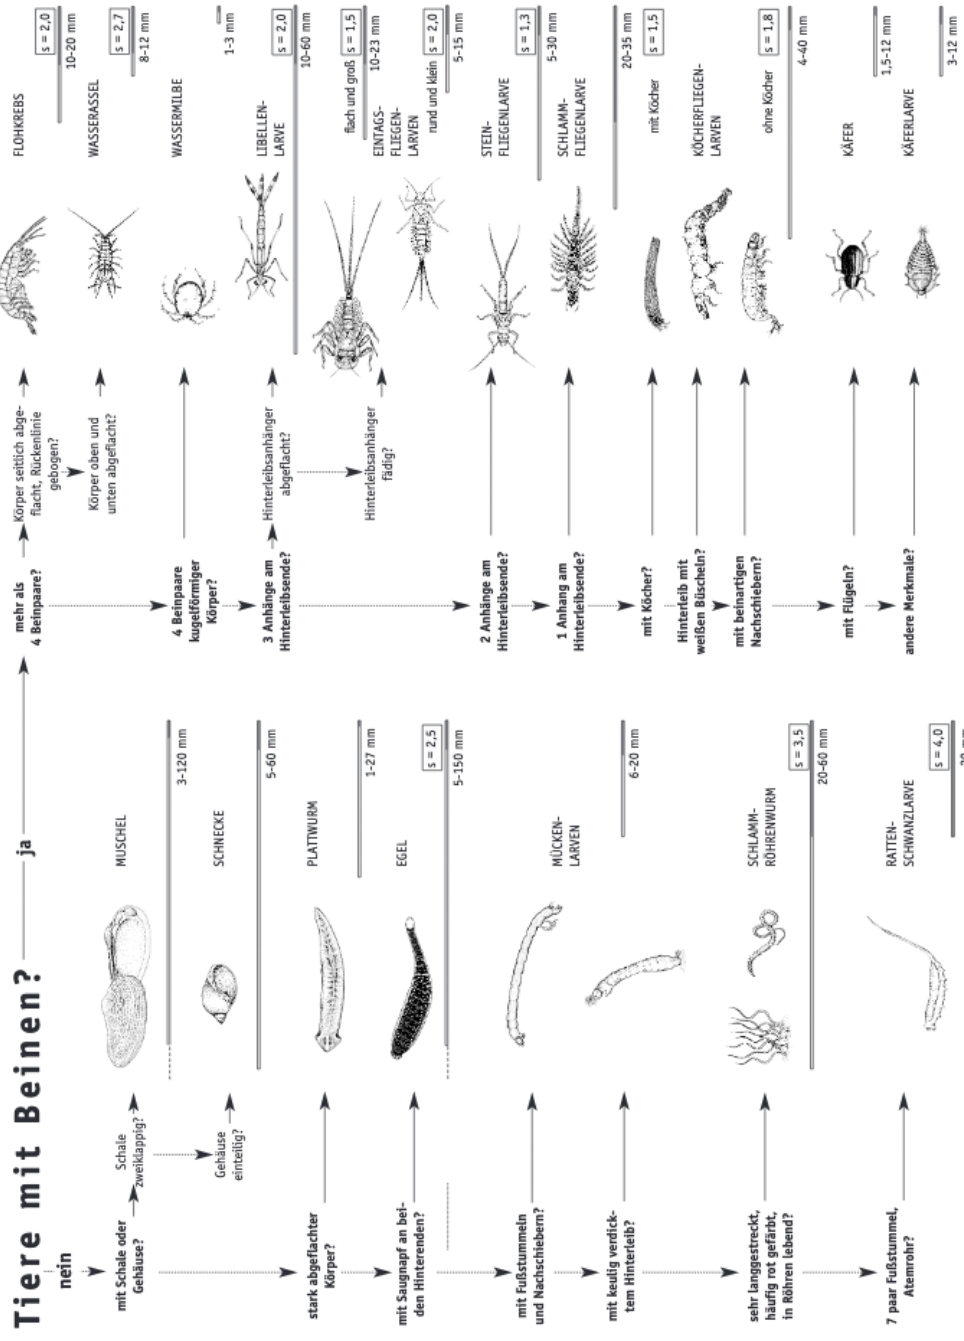 Tiere mit Beinen?
ja
nein
mehr als
4 Beinpaare?
Körper seitlich abge-
flacht, Rückenlinie
gebogen?
FLOHKREBS
s = 2,0
10-20 mm
Körper oben und
unten abgeflacht?
WASSERASSEL
s = 2,7
8-12 mm
4 Beinpaare
kugelförmiger
Körper?
WASSERMILBE
1-3 mm
3 Anhänge am
Hinterleibsende?
Hinterleibsanhänger
abgeflacht?
LIBELLEN-
LARVE
s = 2,0
10-60 mm
Hinterleibsanhänger
fädig?
flach und groß
s = 1,5
10-23 mm
EINTAGS-
FLIEGEN-
LARVEN
rund und klein
s = 2,0
5-15 mm
2 Anhänge am
Hinterleibsende?
STEIN-
FLIEGENLARVE
s = 1,3
5-30 mm
1 Anhang am
Hinterleibsende?
SCHLAMM-
FLIEGENLARVE
20-35 mm
mit Köcher?
mit Köcher
s = 1,5
Hinterleib mit
weißen Büscheln?
KÖCHERFLIEGEN-
LARVEN
mit beinartigen
Nachschiebern?
ohne Köcher
s = 1,8
4-40 mm
mit Flügeln?
KÄFER
1,5-12 mm
andere Merkmale?
KÄFERLARVE
3-12 mm
mit Schale oder
Gehäuse?
Schale
zweiklappig?
MUSCHEL
3-120 mm
Gehäuse
einteilig?
SCHNECKE
5-60 mm
stark abgeflachter
Körper?
PLATTWURM
1-27 mm
mit Saugnapf an bei-
den Hinterenden?
EGEL
s = 2,5
5-150 mm
mit Fußstummeln
und Nachschiebern?
MÜCKEN-
LARVEN
mit keulig verdick-
tem Hinterleib?
6-20 mm
sehr langgestreckt,
häufig rot gefärbt,
in Röhren lebend?
SCHLAMM-
RÖHRENWURM
s = 3,5
20-60 mm
7 paar Fußstummel,
Atemrohr?
RATTEN-
SCHWANZLARVE
s = 4,0